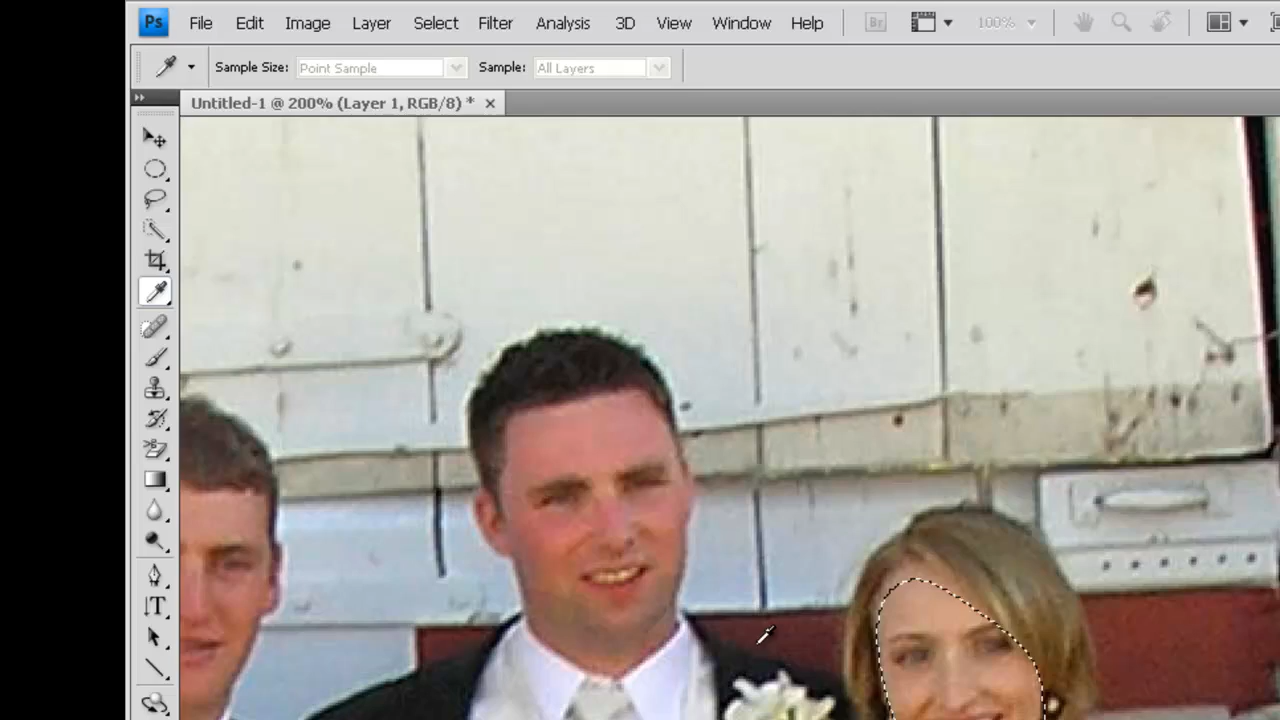 Ps File Edit Image Layer Select Filter Analysis 3D View Window Help Br 100%
Sample Size: Point Sample Sample: All Layers
Untitled-1 @ 200% (Layer 1, RGB/8) * ×
T